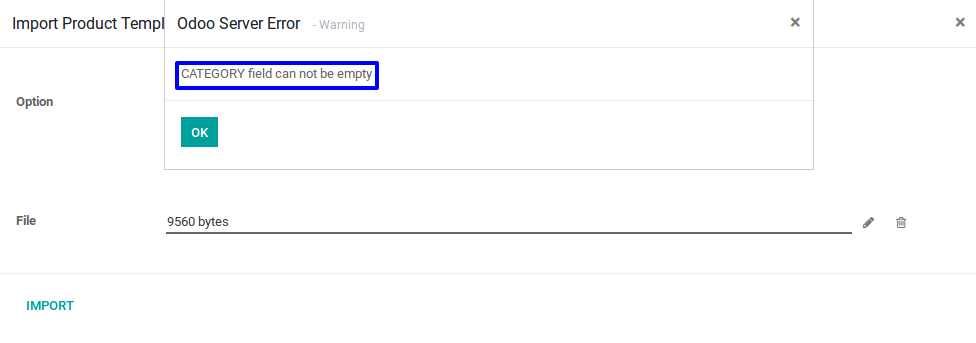 Import Product Templ
Odoo Server Error - Warning ×
×
CATEGORY field can not be empty
Option
OK
File
9560 bytes
IMPORT